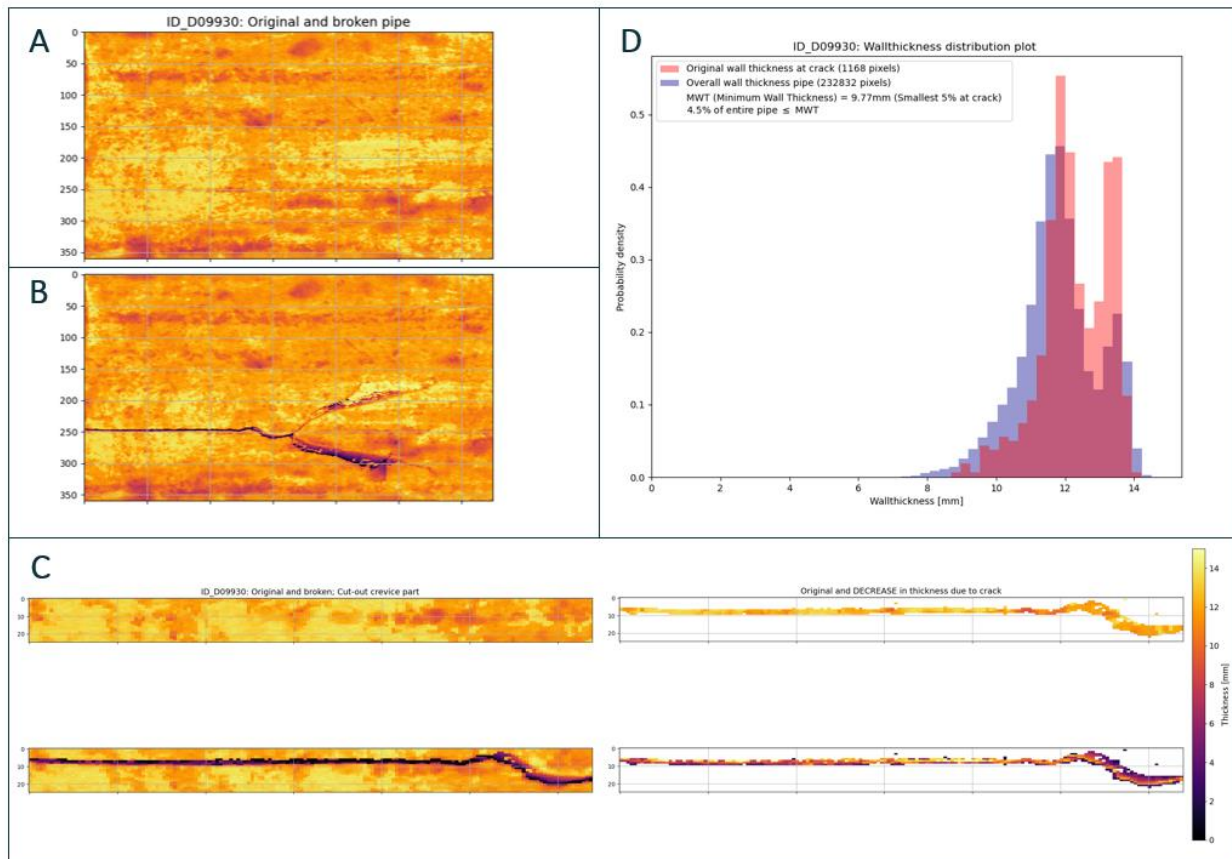 A
ID_D09930: Original and broken pipe
0
50
100
150
200
250
300
350
B
0
50
100
150
200
250
300
350
D
ID_D09930: Wallthickness distribution plot
Original wall thickness at crack (1168 pixels)
Overall wall thickness pipe (232832 pixels)
MWT (Minimum Wall Thickness) = 9.77mm (Smallest 5% at crack)
4.5% of entire pipe ≤ MWT
Probability density
0.5
0.4
0.3
0.2
0.1
0.0
0 2 4 6 8 10 12 14
Wallthickness [mm]
C
ID_D09930: Original and broken; Cut-out crevice part
0
10
20
0
10
20
Original and DECREASE in thickness due to crack
0
10
20
0
10
20
14
12
10
8
6
4
2
0
Thickness [mm]